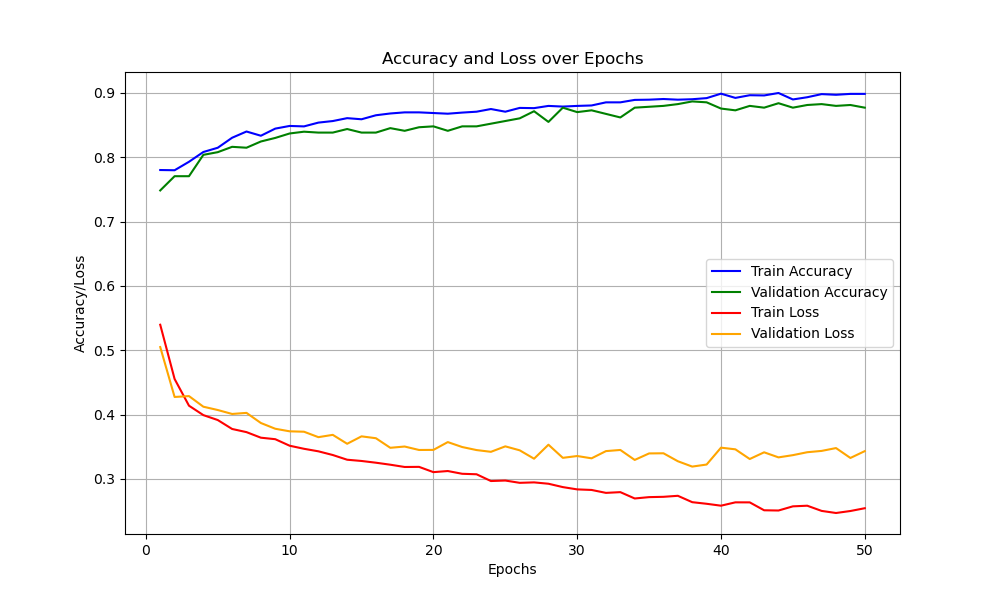 Accuracy and Loss over Epochs
0.9
0.8
0.7
0.6
0.5
0.4
0.3
Accuracy/Loss
Train Accuracy
Validation Accuracy
Train Loss
Validation Loss
0 10 20 30 40 50
Epochs